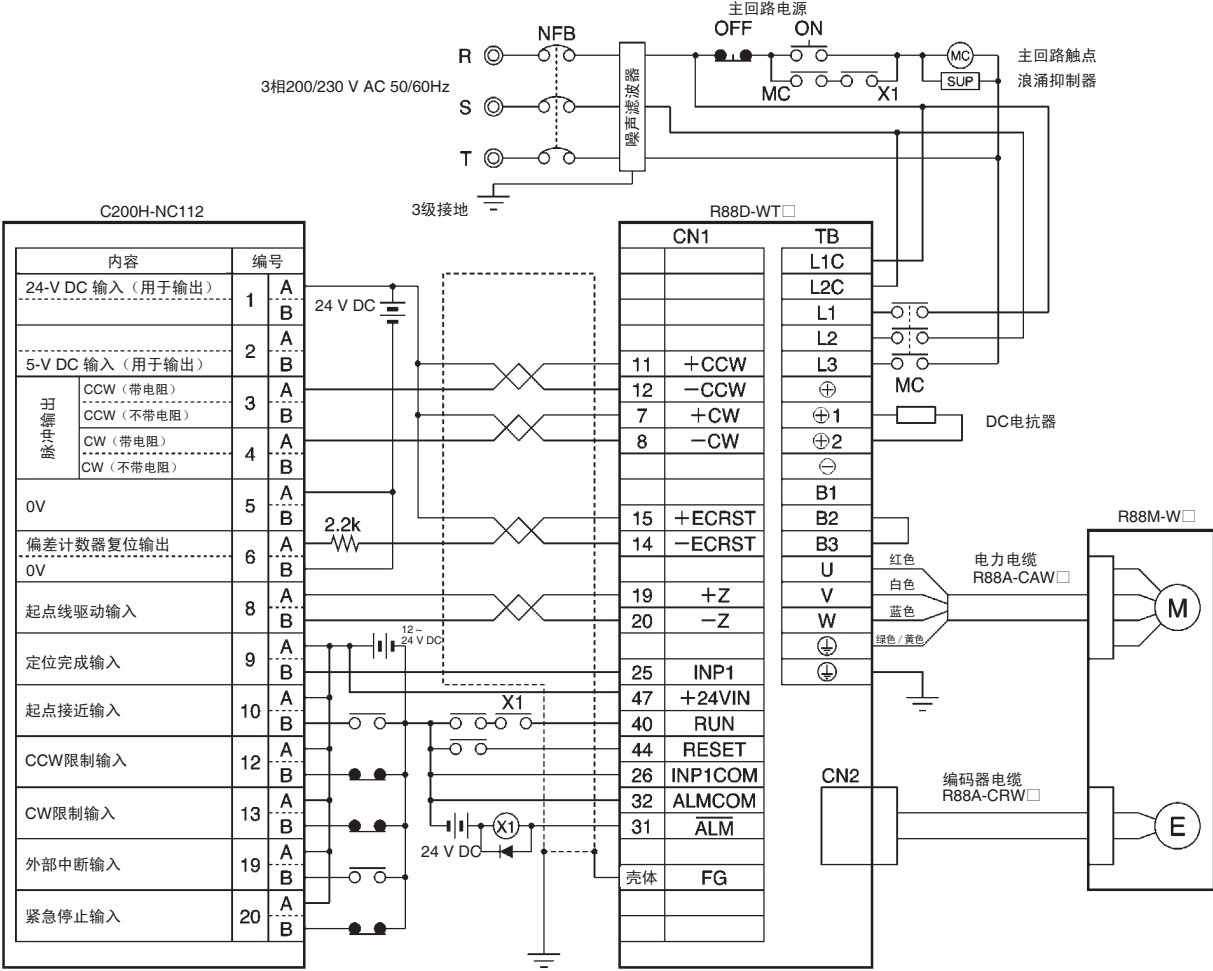 主回路电源
OFF ON
NFB
R
3相200/230 V AC 50/60Hz
S
T
噪声滤波器
MC X1
MC
SUP
主回路触点
浪涌抑制器
3级接地
C200H-NC112
内容 编号
24-V DC 输入（用于输出） 1 A
B
2 A
5-V DC 输入（用于输出） B
脉冲输出
CCW（带电阻） 3 A
CCW（不带电阻） B
CW（带电阻） 4 A
CW（不带电阻） B
0V 5 A
B
偏差计数器复位输出 6 A
0V B
起点线驱动输入 8 A
B
定位完成输入 9 A
B
起点接近输入 10 A
B
CCW限制输入 12 A
B
CW限制输入 13 A
B
外部中断输入 19 A
B
紧急停止输入 20 A
B
24 V DC
2.2k
12～
24 V DC
X1
X1
24 V DC
R88D-WT□
CN1
11 +CCW
12 −CCW
7 +CW
8 −CW
15 +ECRST
14 −ECRST
19 +Z
20 −Z
25 INP1
47 +24VIN
40 RUN
44 RESET
26 INP1COM
32 ALMCOM
31 A̅L̅M̅
壳体 FG
TB
L1C
L2C
L1
L2
L3
⊕
⊕1
⊕2
⊖
B1
B2
B3
U
V
W
MC
DC电抗器
红色
白色
蓝色
绿色/黄色
电力电缆
R88A-CAW□
R88M-W□
M
CN2
编码器电缆
R88A-CRW□
E